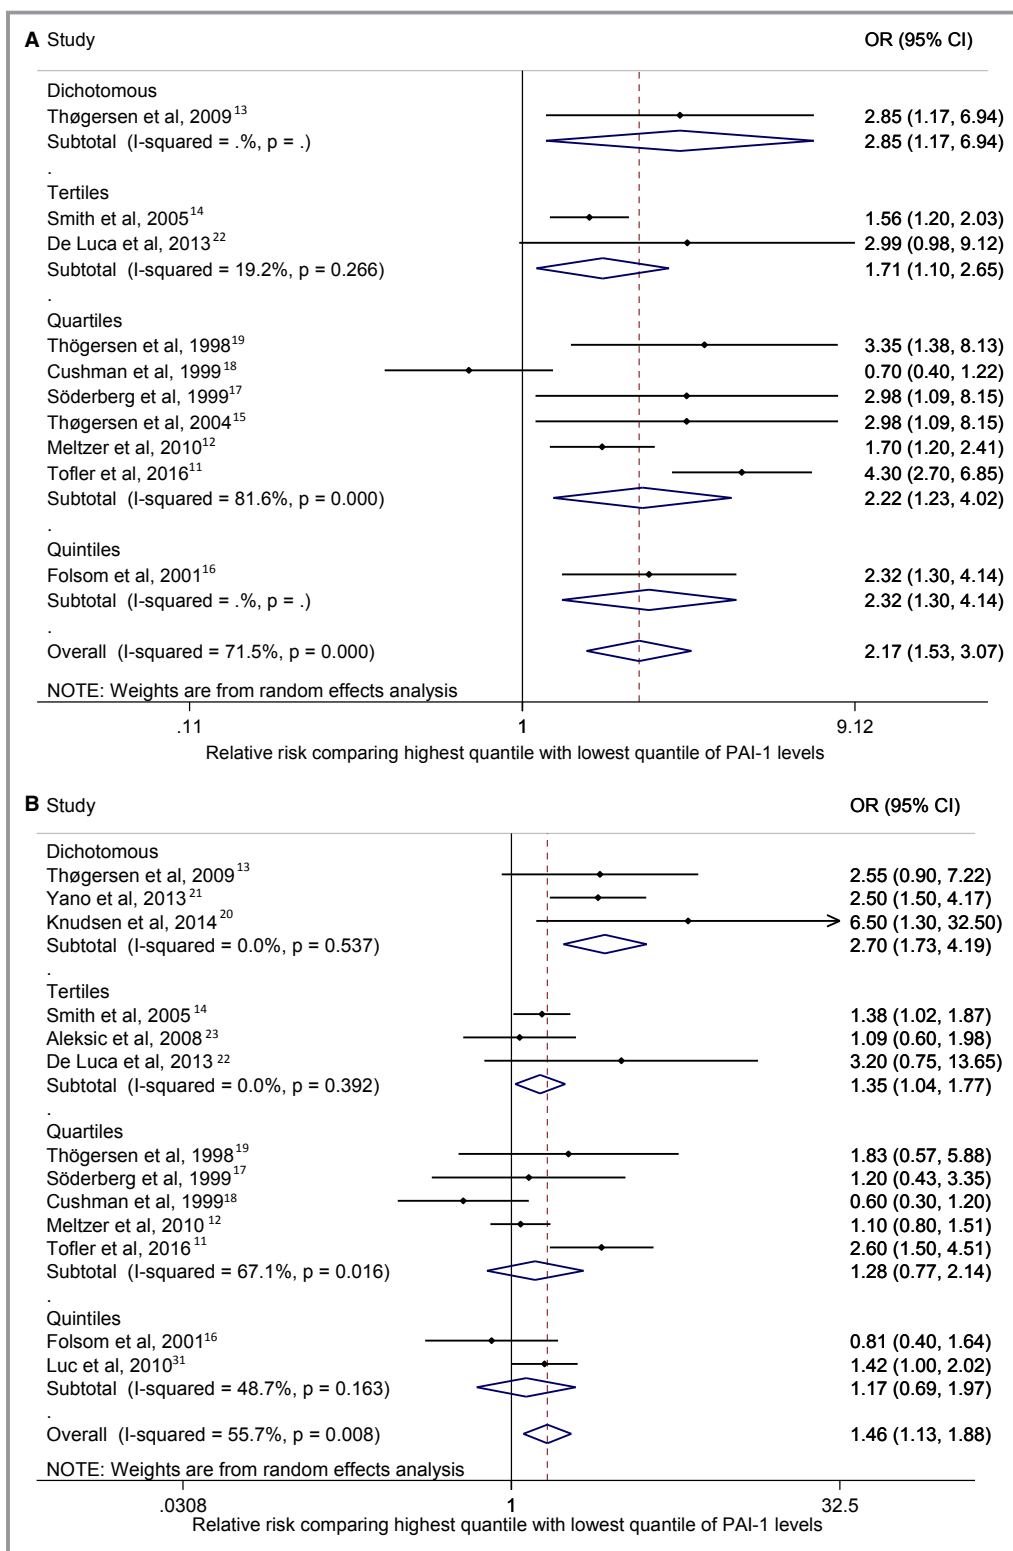 A Study OR (95% CI)
Dichotomous
Thøgersen et al, 2009 13 2.85 (1.17, 6.94)
Subtotal (I-squared = .%, p = .) 2.85 (1.17, 6.94)
.
Tertiles
Smith et al, 2005 14 1.56 (1.20, 2.03)
De Luca et al, 2013 22 2.99 (0.98, 9.12)
Subtotal (I-squared = 19.2%, p = 0.266) 1.71 (1.10, 2.65)
.
Quartiles
Thögersen et al, 1998 19 3.35 (1.38, 8.13)
Cushman et al, 1999 18 0.70 (0.40, 1.22)
Söderberg et al, 1999 17 2.98 (1.09, 8.15)
Thøgersen et al, 2004 15 2.98 (1.09, 8.15)
Meltzer et al, 2010 12 1.70 (1.20, 2.41)
Tofler et al, 2016 11 4.30 (2.70, 6.85)
Subtotal (I-squared = 81.6%, p = 0.000) 2.22 (1.23, 4.02)
.
Quintiles
Folsom et al, 2001 16 2.32 (1.30, 4.14)
Subtotal (I-squared = .%, p = .) 2.32 (1.30, 4.14)
.
Overall (I-squared = 71.5%, p = 0.000) 2.17 (1.53, 3.07)
NOTE: Weights are from random effects analysis
.11 1 9.12
Relative risk comparing highest quantile with lowest quantile of PAI-1 levels
B Study OR (95% CI)
Dichotomous
Thøgersen et al, 2009 13 2.55 (0.90, 7.22)
Yano et al, 2013 21 2.50 (1.50, 4.17)
Knudsen et al, 2014 20 6.50 (1.30, 32.50)
Subtotal (I-squared = 0.0%, p = 0.537) 2.70 (1.73, 4.19)
.
Tertiles
Smith et al, 2005 14 1.38 (1.02, 1.87)
Aleksic et al, 2008 23 1.09 (0.60, 1.98)
De Luca et al, 2013 22 3.20 (0.75, 13.65)
Subtotal (I-squared = 0.0%, p = 0.392) 1.35 (1.04, 1.77)
.
Quartiles
Thögersen et al, 1998 19 1.83 (0.57, 5.88)
Söderberg et al, 1999 17 1.20 (0.43, 3.35)
Cushman et al, 1999 18 0.60 (0.30, 1.20)
Meltzer et al, 2010 12 1.10 (0.80, 1.51)
Tofler et al, 2016 11 2.60 (1.50, 4.51)
Subtotal (I-squared = 67.1%, p = 0.016) 1.28 (0.77, 2.14)
.
Quintiles
Folsom et al, 2001 16 0.81 (0.40, 1.64)
Luc et al, 2010 31 1.42 (1.00, 2.02)
Subtotal (I-squared = 48.7%, p = 0.163) 1.17 (0.69, 1.97)
.
Overall (I-squared = 55.7%, p = 0.008) 1.46 (1.13, 1.88)
NOTE: Weights are from random effects analysis
.0308 1 32.5
Relative risk comparing highest quantile with lowest quantile of PAI-1 levels